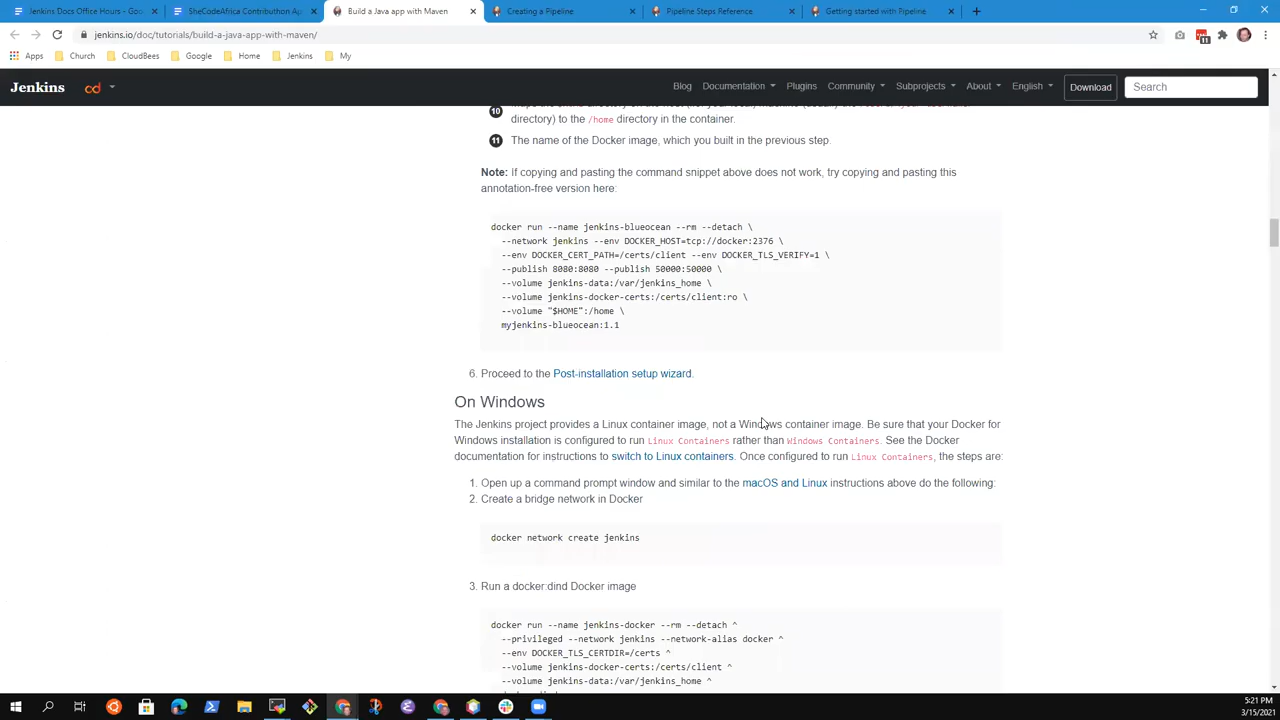 Jenkins Docs Office Hours - Goo
SheCodeAfrica Contributhon Ap
Build a Java app with Maven
Creating a Pipeline
Pipeline Steps Reference
Getting started with Pipeline
jenkins.io/doc/tutorials/build-a-java-app-with-maven/
11
Apps
Church
CloudBees
Google
Home
Jenkins
My
Jenkins
cd
Blog
Documentation
Plugins
Community
Subprojects
About
English
Download
Search
10
directory) to the /home directory in the container.
11 The name of the Docker image, which you built in the previous step.
Note: If copying and pasting the command snippet above does not work, try copying and pasting this
annotation-free version here:
docker run --name jenkins-blueocean --rm --detach \
--network jenkins --env DOCKER_HOST=tcp://docker:2376 \
--env DOCKER_CERT_PATH=/certs/client --env DOCKER_TLS_VERIFY=1 \
--publish 8080:8080 --publish 50000:50000 \
--volume jenkins-data:/var/jenkins_home \
--volume jenkins-docker-certs:/certs/client:ro \
--volume "$HOME":/home \
myjenkins-blueocean:1.1
6. Proceed to the Post-installation setup wizard.
On Windows
The Jenkins project provides a Linux container image, not a Windows container image. Be sure that your Docker for
Windows installation is configured to run Linux Containers rather than Windows Containers. See the Docker
documentation for instructions to switch to Linux containers. Once configured to run Linux Containers, the steps are:
1. Open up a command prompt window and similar to the macOS and Linux instructions above do the following:
2. Create a bridge network in Docker
docker network create jenkins
3. Run a docker:dind Docker image
docker run --name jenkins-docker --rm --detach ^
--privileged --network jenkins --network-alias docker ^
--env DOCKER_TLS_CERTDIR=/certs ^
--volume jenkins-docker-certs:/certs/client ^
--volume jenkins-data:/var/jenkins_home ^
5:21 PM
3/15/2021